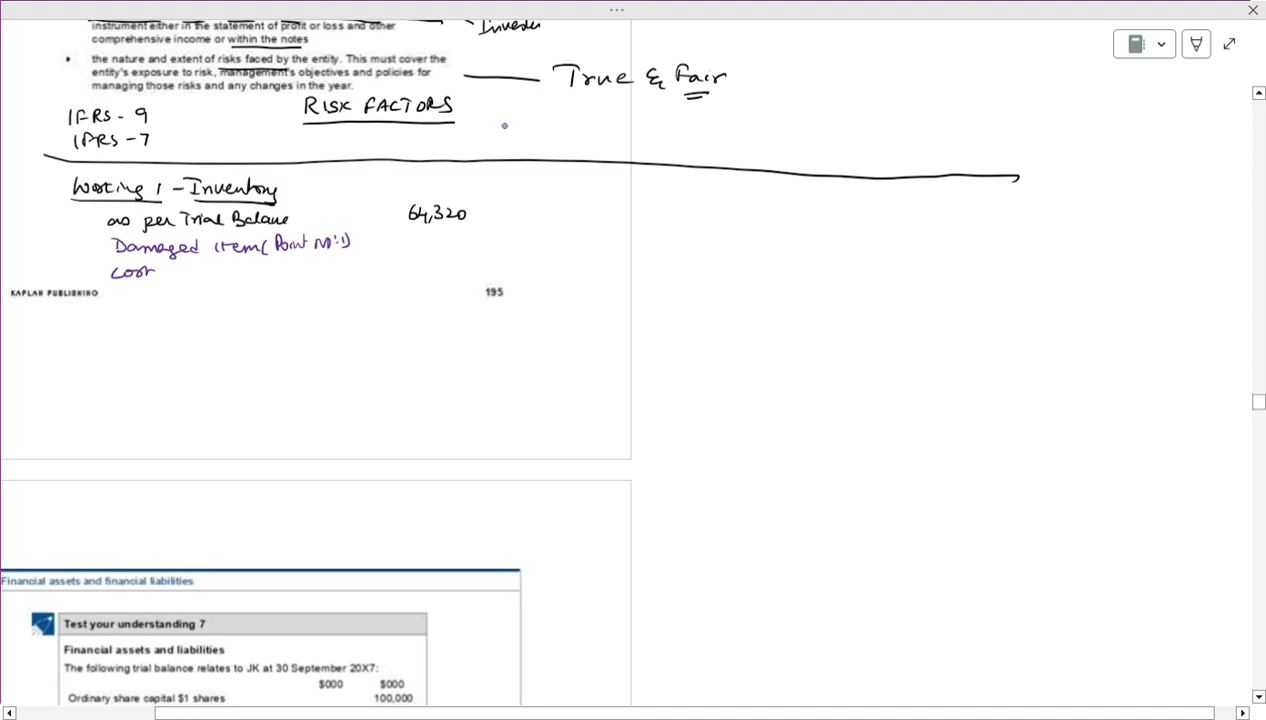 instrument either in the statement of profit or loss and other
comprehensive income or within the notes
Investor
• the nature and extent of risks faced by the entity. This must cover the
entity's exposure to risk, management's objectives and policies for
managing those risks and any changes in the year.
True & Fair
RISK FACTORS
IFRS - 9
IFRS - 7
Working 1 - Inventory
as per Trial Balance 64,320
Damaged item (Point No:1)
Cost
KAPLAN PUBLISHING 195
Financial assets and financial liabilities
Test your understanding 7
Financial assets and liabilities
The following trial balance relates to JK at 30 September 20X7:
$000 $000
Ordinary share capital $1 shares 100,000